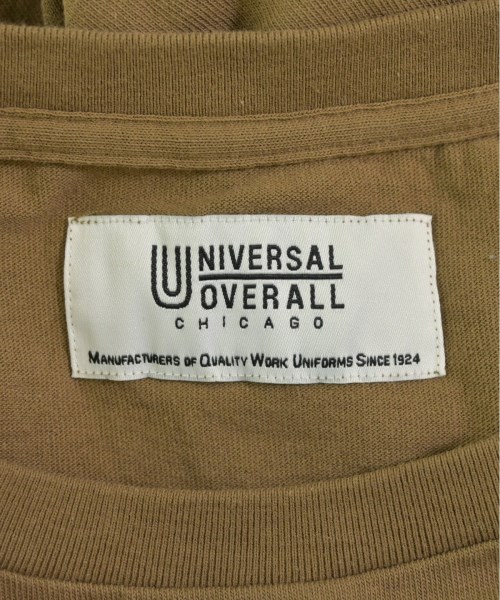 UNIVERSAL
OVERALL
CHICAGO
MANUFACTURERS OF QUALITY WORK UNIFORMS SINCE 1924